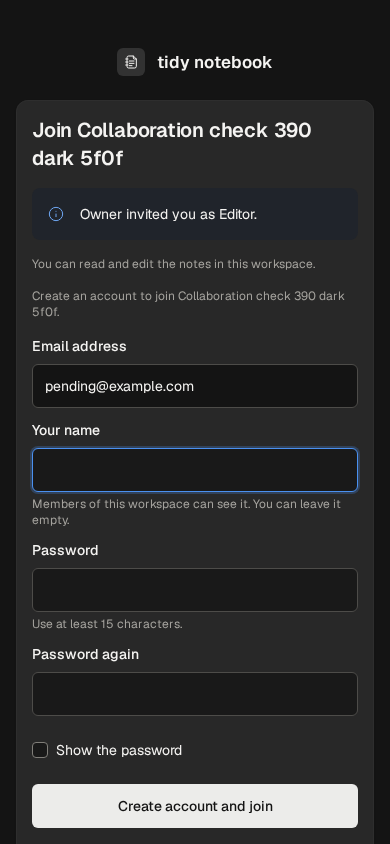 tidy notebook
Join Collaboration check 390
dark 5f0f
Owner invited you as Editor.
You can read and edit the notes in this workspace.
Create an account to join Collaboration check 390 dark
5f0f.
Email address
pending@example.com
Your name
Members of this workspace can see it. You can leave it
empty.
Password
Use at least 15 characters.
Password again
Show the password
Create account and join